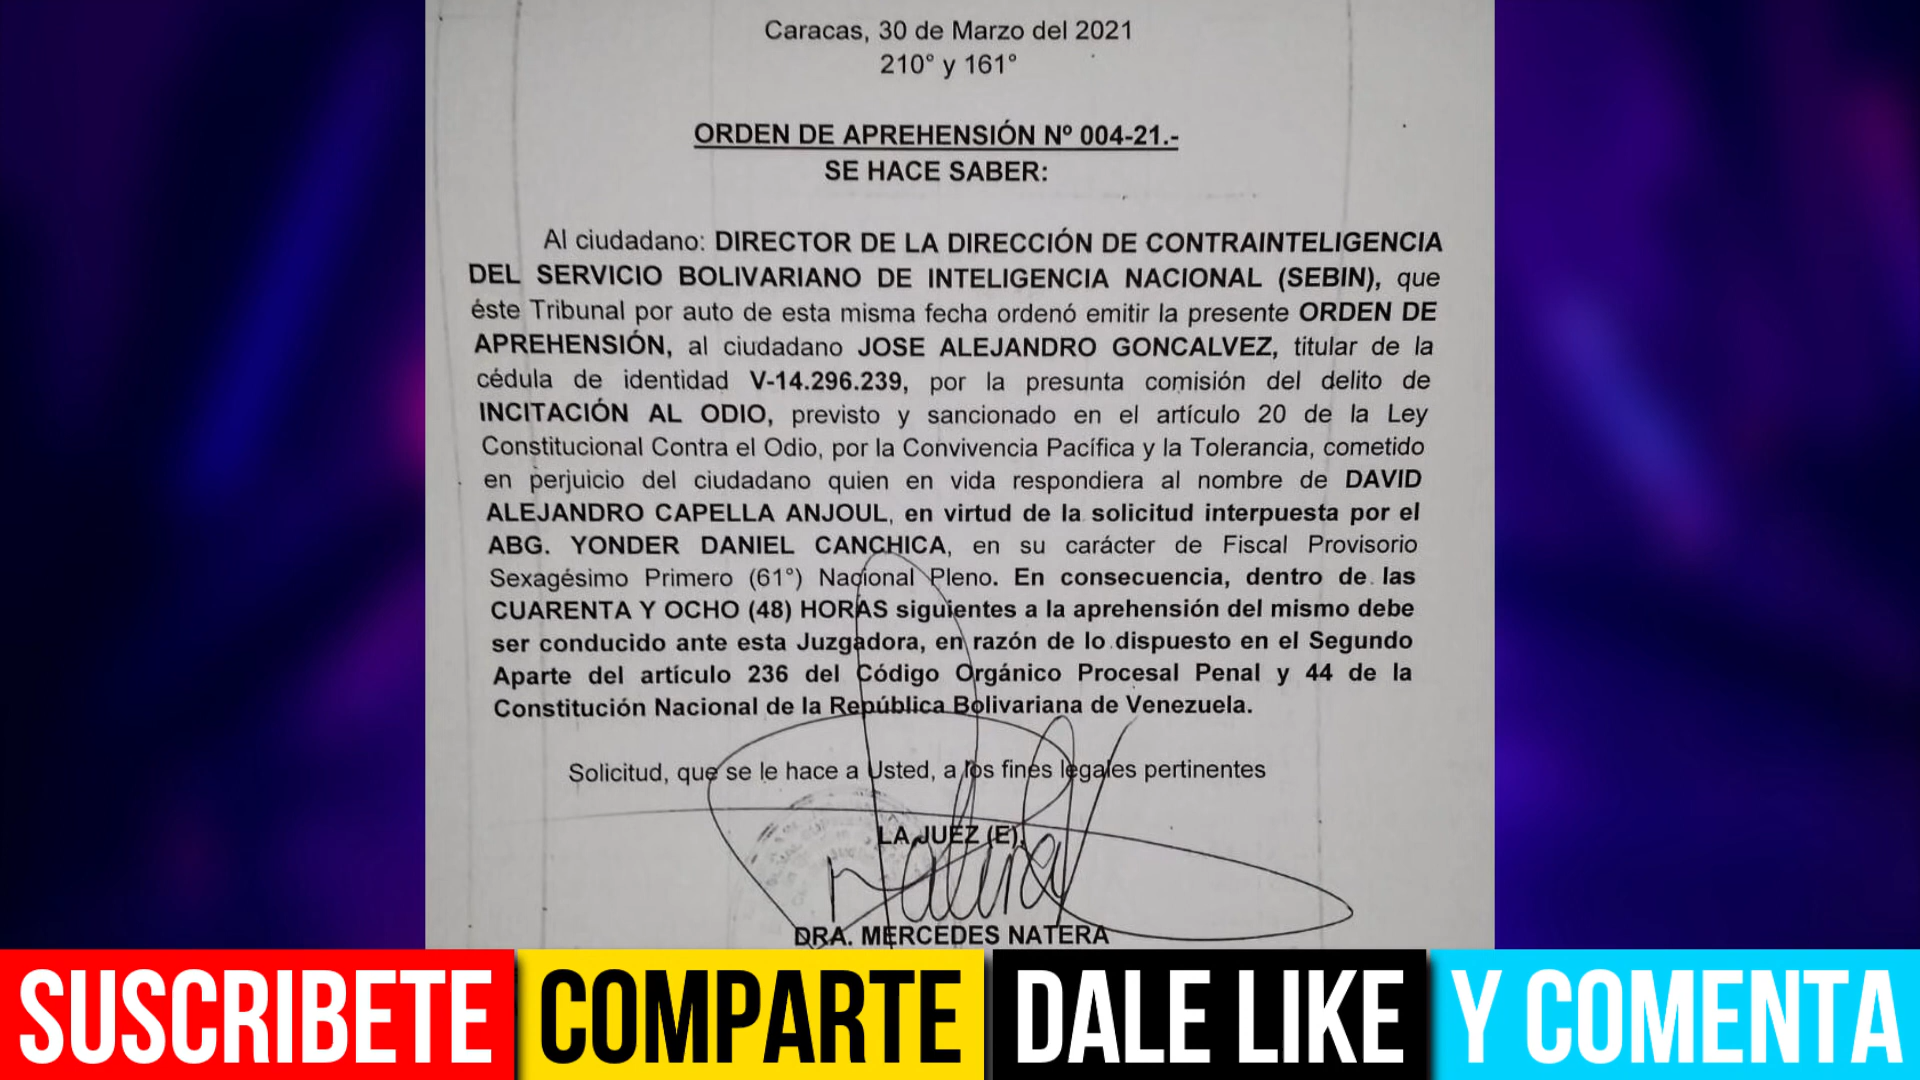 Caracas, 30 de Marzo del 2021
210° y 161°
ORDEN DE APREHENSIÓN Nº 004-21.-
SE HACE SABER:
Al ciudadano: DIRECTOR DE LA DIRECCIÓN DE CONTRAINTELIGENCIA
DEL SERVICIO BOLIVARIANO DE INTELIGENCIA NACIONAL (SEBIN), que
éste Tribunal por auto de esta misma fecha ordenó emitir la presente ORDEN DE
APREHENSIÓN, al ciudadano JOSE ALEJANDRO GONCALVEZ, titular de la
cédula de identidad V-14.296.239, por la presunta comisión del delito de
INCITACIÓN AL ODIO, previsto y sancionado en el artículo 20 de la Ley
Constitucional Contra el Odio, por la Convivencia Pacífica y la Tolerancia, cometido
en perjuicio del ciudadano quien en vida respondiera al nombre de DAVID
ALEJANDRO CAPELLA ANJOUL, en virtud de la solicitud interpuesta por el
ABG. YONDER DANIEL CANCHICA, en su carácter de Fiscal Provisorio
Sexagésimo Primero (61°) Nacional Pleno. En consecuencia, dentro de las
CUARENTA Y OCHO (48) HORAS siguientes a la aprehensión del mismo debe
ser conducido ante esta Juzgadora, en razón de lo dispuesto en el Segundo
Aparte del artículo 236 del Código Orgánico Procesal Penal y 44 de la
Constitución Nacional de la República Bolivariana de Venezuela.
Solicitud, que se le hace a Usted, a los fines legales pertinentes
LA JUEZ (E),
Natera
DRA. MERCEDES NATERA
SUSCRIBETE COMPARTE DALE LIKE Y COMENTA